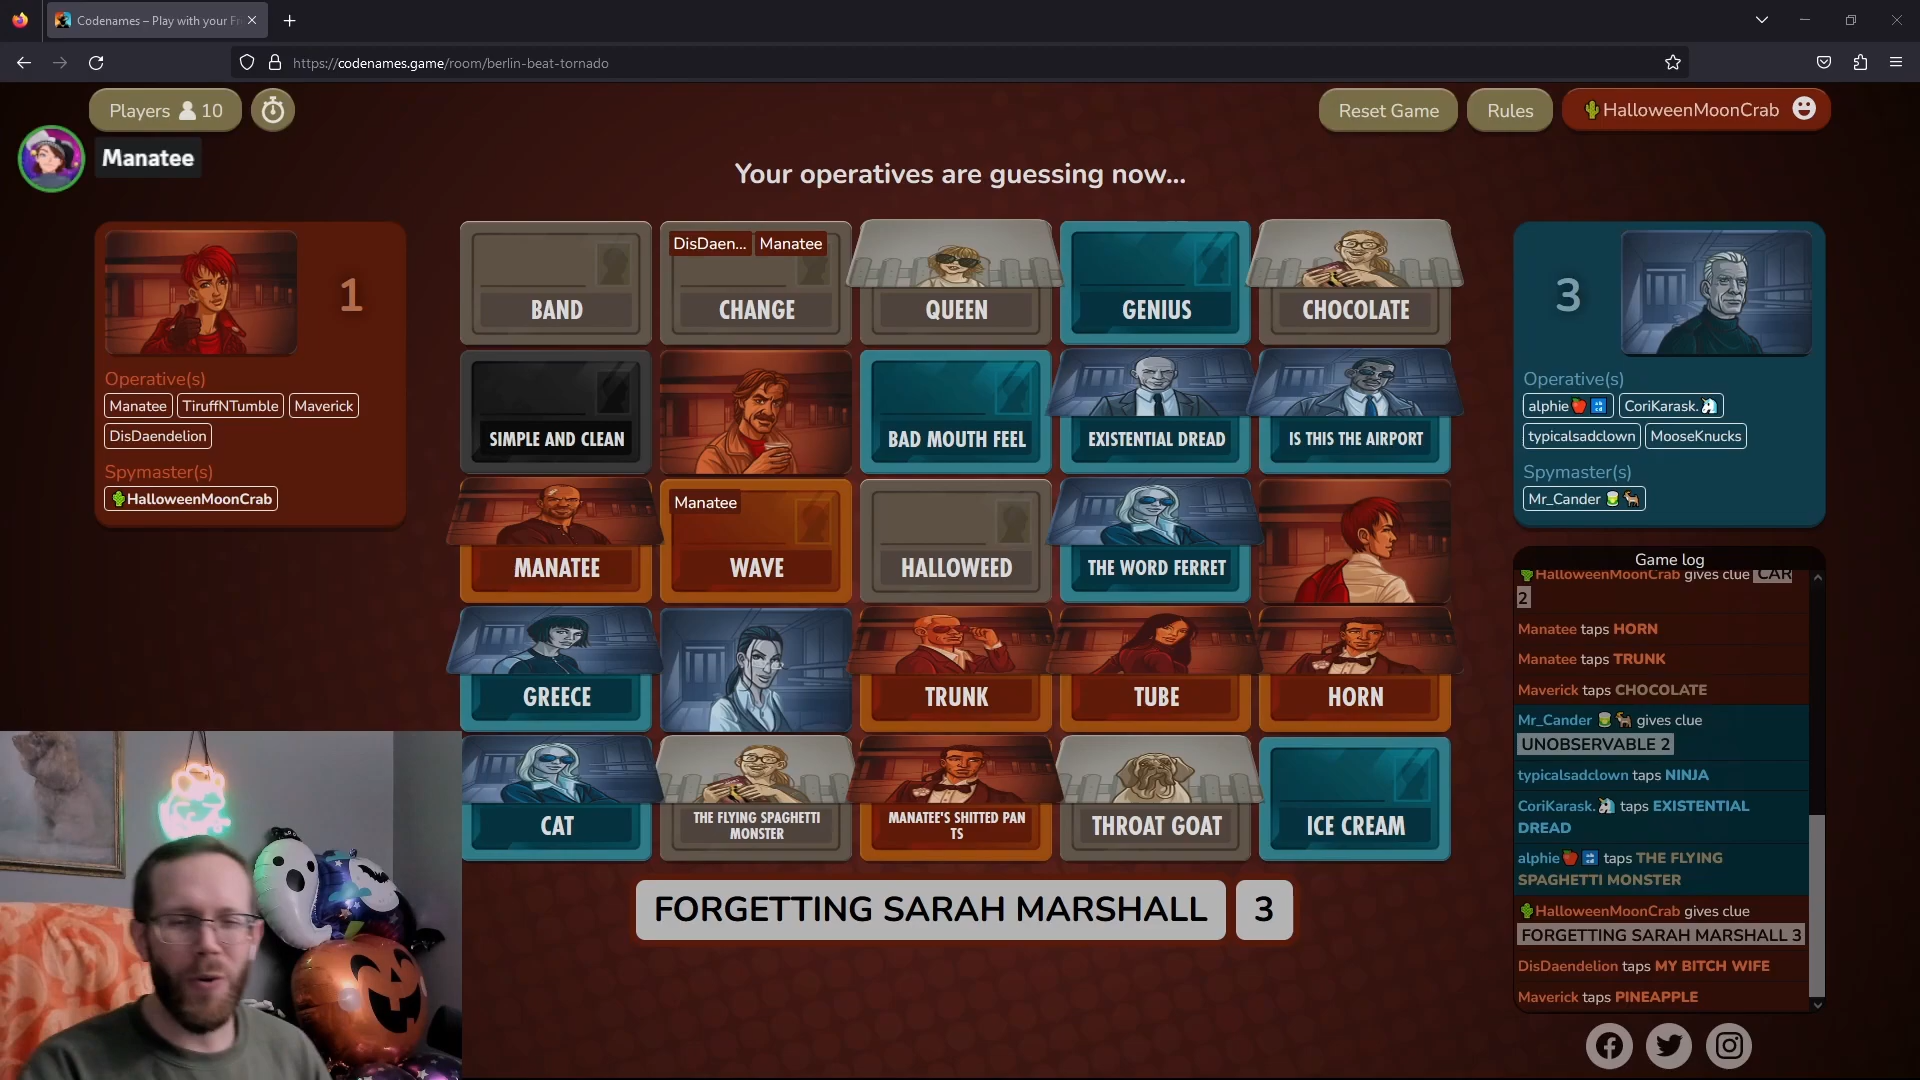 Codenames – Play with your Fr
https://codenames.game/room/berlin-beat-tornado
Players 10
Reset Game
Rules
HalloweenMoonCrab
Manatee
Your operatives are guessing now...
1
Operative(s)
Manatee TiruffNTumble Maverick
DisDaendelion
Spymaster(s)
HalloweenMoonCrab
DisDaen... Manatee
BAND
CHANGE
QUEEN
GENIUS
CHOCOLATE
SIMPLE AND CLEAN
BAD MOUTH FEEL
EXISTENTIAL DREAD
IS THIS THE AIRPORT
Manatee
MANATEE
WAVE
HALLOWEED
THE WORD FERRET
GREECE
TRUNK
TUBE
HORN
CAT
THE FLYING SPAGHETTI
MONSTER
MANATEE'S SHITTED PAN
TS
THROAT GOAT
ICE CREAM
FORGETTING SARAH MARSHALL 3
3
Operative(s)
alphie CoriKarask.
typicalsadclown MooseKnucks
Spymaster(s)
Mr_Cander
Game log
HalloweenMoonCrab gives clue CAR
2
Manatee taps HORN
Manatee taps TRUNK
Maverick taps CHOCOLATE
Mr_Cander gives clue
UNOBSERVABLE 2
typicalsadclown taps NINJA
CoriKarask. taps EXISTENTIAL
DREAD
alphie taps THE FLYING
SPAGHETTI MONSTER
HalloweenMoonCrab gives clue
FORGETTING SARAH MARSHALL 3
DisDaendelion taps MY BITCH WIFE
Maverick taps PINEAPPLE